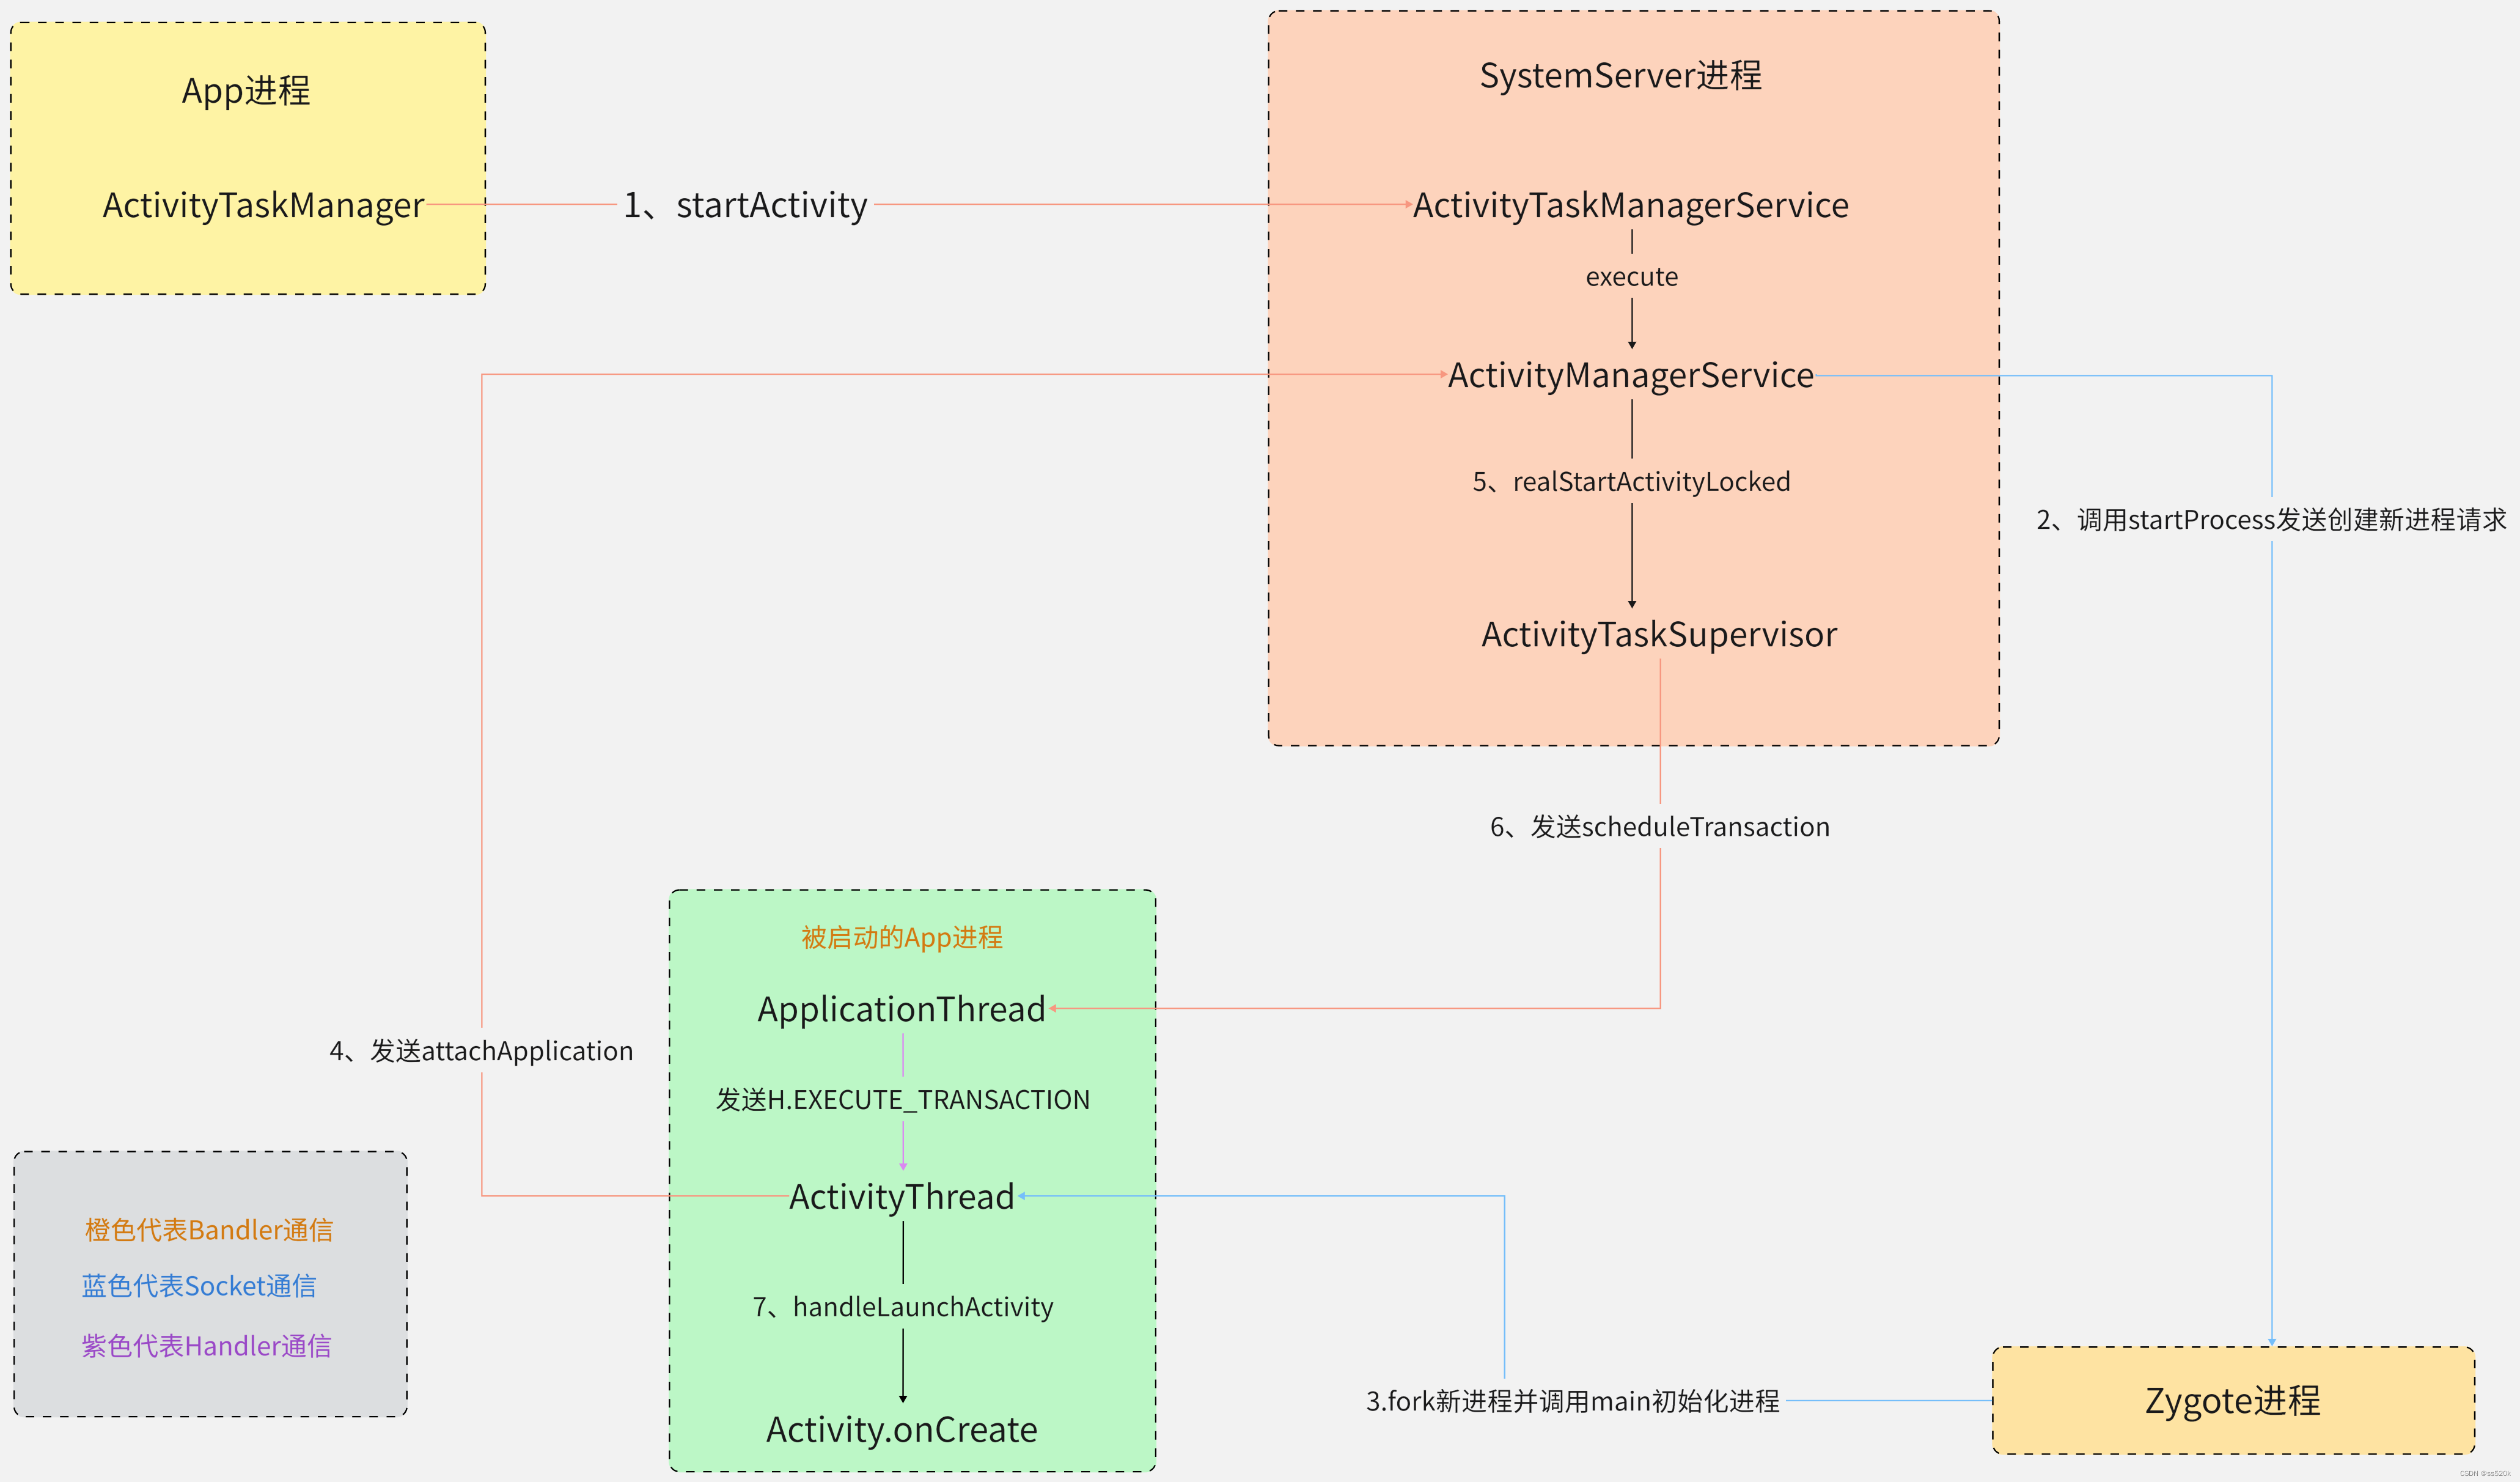 App进程
SystemServer进程
ActivityTaskManager
1、startActivity
ActivityTaskManagerService
execute
ActivityManagerService
5、realStartActivityLocked
2、调用startProcess发送创建新进程请求
ActivityTaskSupervisor
6、发送scheduleTransaction
被启动的App进程
ApplicationThread
4、发送attachApplication
发送H.EXECUTE_TRANSACTION
ActivityThread
橙色代表Bandler通信
蓝色代表Socket通信
紫色代表Handler通信
7、handleLaunchActivity
3.fork新进程并调用main初始化进程
Zygote进程
Activity.onCreate
CSDN @ss520k